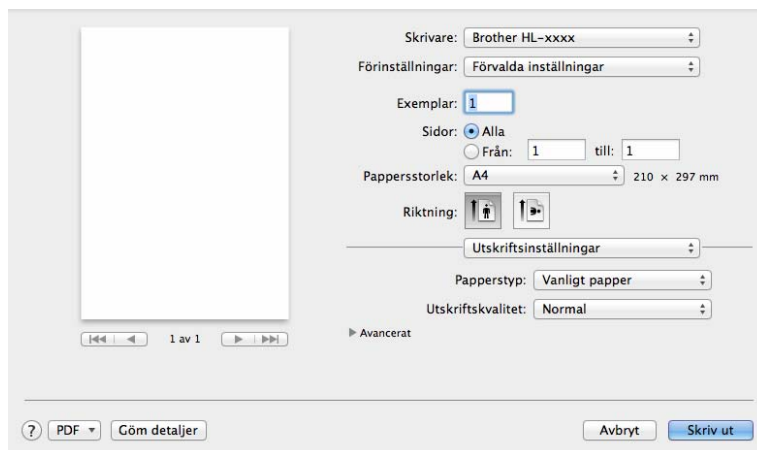 Skrivare: Brother HL-xxxx
Förinställningar: Förvalda inställningar
Exemplar: 1
Sidor: Alla
Från: 1 till: 1
Pappersstorlek: A4 210 × 297 mm
Riktning:
Utskriftsinställningar
Papperstyp: Vanligt papper
Utskriftskvalitet: Normal
1 av 1
Avancerat
? PDF Göm detaljer Avbryt Skriv ut